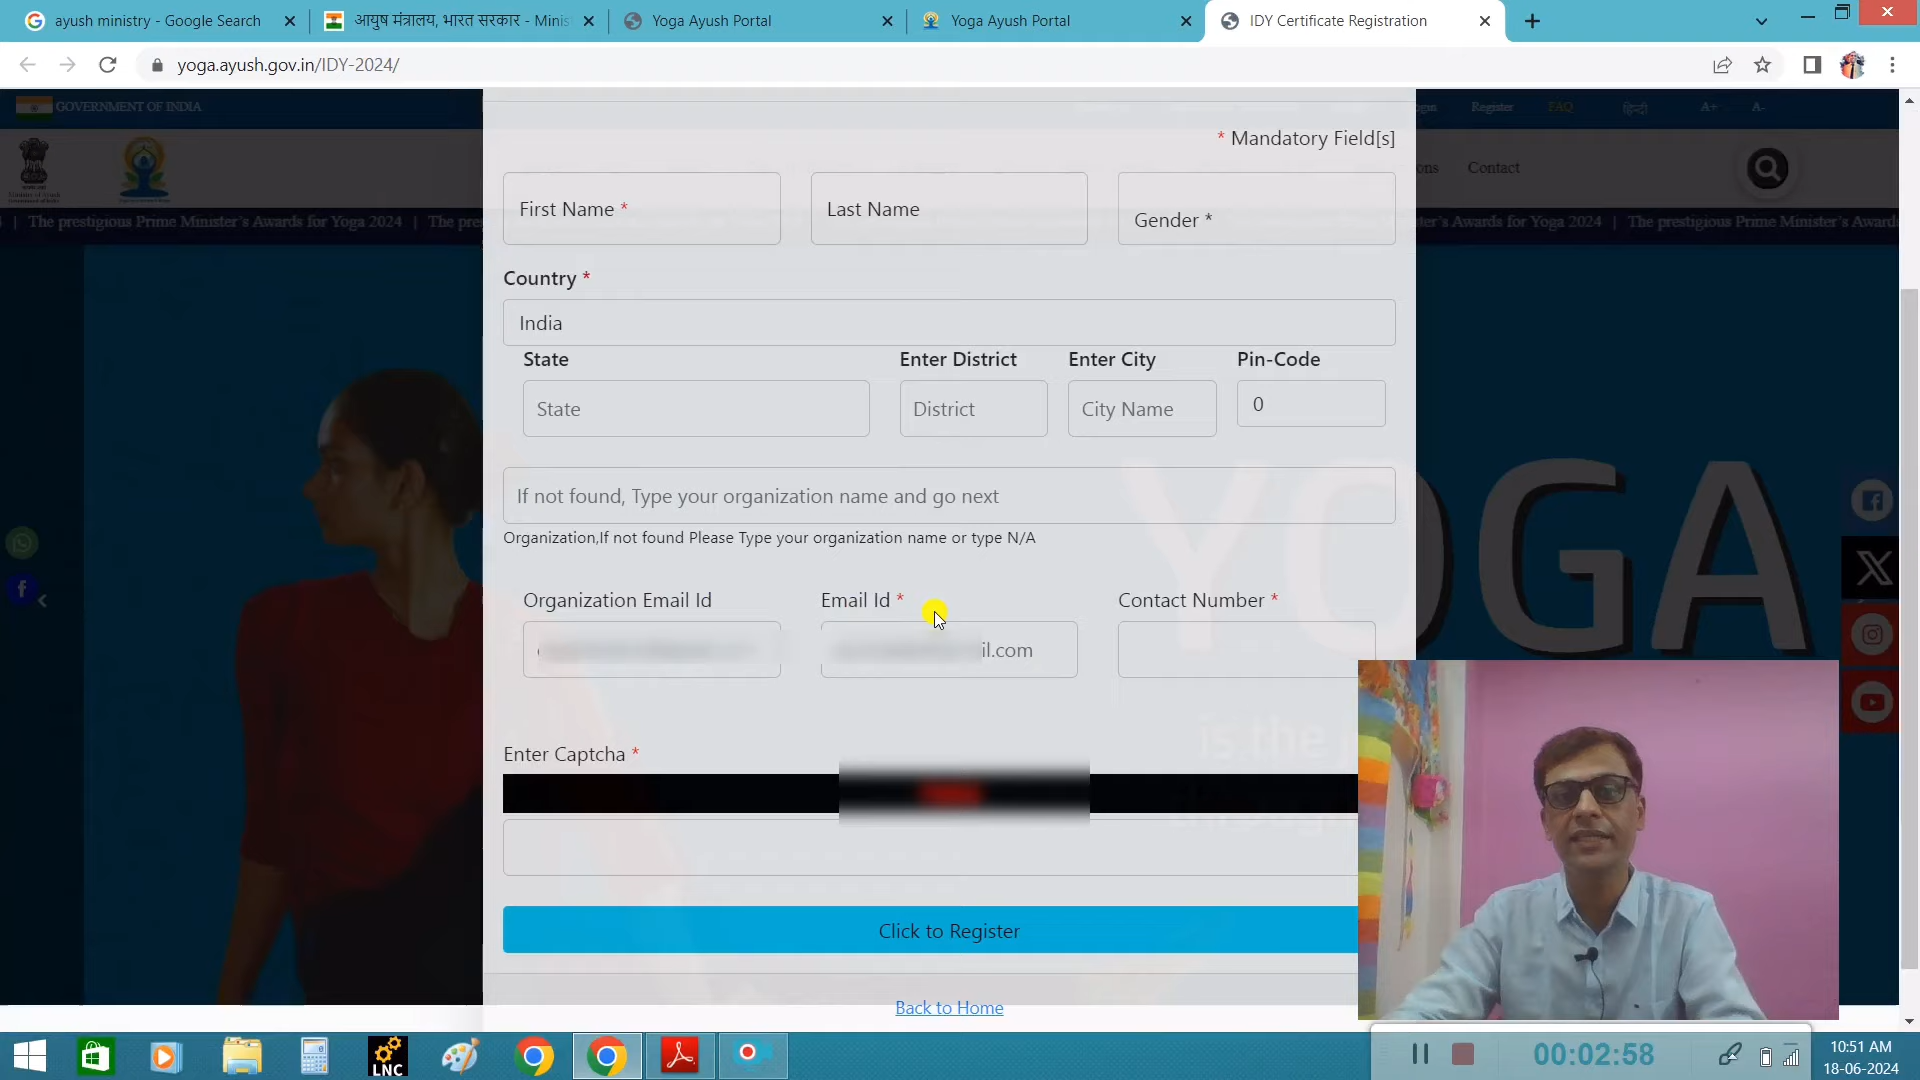 ayush ministry - Google Search
आयुष मंत्रालय, भारत सरकार - Minis
Yoga Ayush Portal
Yoga Ayush Portal
IDY Certificate Registration
yoga.ayush.gov.in/IDY-2024/
GOVERNMENT OF INDIA
Register
FAQ
हिन्दी
A+
A-
* Mandatory Field[s]
Contact
First Name *
Last Name
Gender *
| The prestigious Prime Minister's Awards for Yoga 2024 | The pre
ter's Awards for Yoga 2024 | The prestigious Prime Minister's Awards
Country *
India
State
Enter District
Enter City
Pin-Code
State
District
City Name
0
If not found, Type your organization name and go next
YOGA
Organization,If not found Please Type your organization name or type N/A
Organization Email Id
Email Id *
Contact Number *
il.com
is the
Enter Captcha *
Click to Register
Back to Home
LNC
00:02:58
10:51 AM
18-06-2024